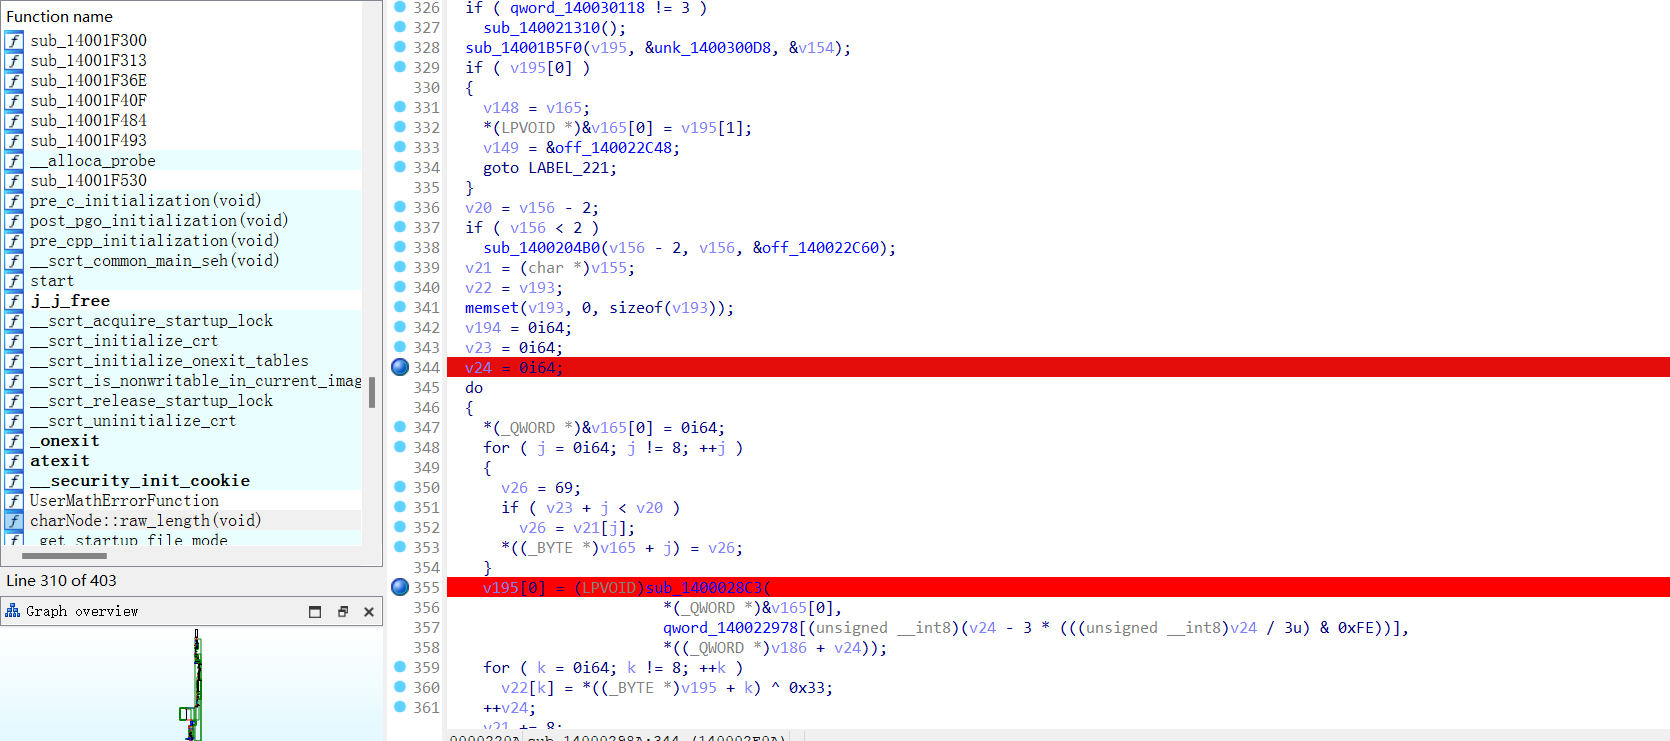 Function name
f sub_14001F300
f sub_14001F313
f sub_14001F36E
f sub_14001F40F
f sub_14001F484
f sub_14001F493
f __alloca_probe
f sub_14001F530
f pre_c_initialization(void)
f post_pgo_initialization(void)
f pre_cpp_initialization(void)
f __scrt_common_main_seh(void)
f start
f j_j_free
f __scrt_acquire_startup_lock
f __scrt_initialize_crt
f __scrt_initialize_onexit_tables
f __scrt_is_nonwritable_in_current_imag
f __scrt_release_startup_lock
f __scrt_uninitialize_crt
f _onexit
f atexit
f __security_init_cookie
f UserMathErrorFunction
f charNode::raw_length(void)
f _get_startup_file_mode
Line 310 of 403
Graph overview
326 if ( qword_140030118 != 3 )
327 sub_140021310();
328 sub_14001B5F0(v195, &unk_1400300D8, &v154);
329 if ( v195[0] )
330 {
331 v148 = v165;
332 *(LPVOID *)&v165[0] = v195[1];
333 v149 = &off_140022C48;
334 goto LABEL_221;
335 }
336 v20 = v156 - 2;
337 if ( v156 < 2 )
338 sub_1400204B0(v156 - 2, v156, &off_140022C60);
339 v21 = (char *)v155;
340 v22 = v193;
341 memset(v193, 0, sizeof(v193));
342 v194 = 0i64;
343 v23 = 0i64;
344 v24 = 0i64;
345 do
346 {
347 *(_QWORD *)&v165[0] = 0i64;
348 for ( j = 0i64; j != 8; ++j )
349 {
350 v26 = 69;
351 if ( v23 + j < v20 )
352 v26 = v21[j];
353 *((_BYTE *)v165 + j) = v26;
354 }
355 v195[0] = (LPVOID)sub_1400028C3(
356 *(_QWORD *)&v165[0],
357 qword_140022978[(unsigned __int8)(v24 - 3 * (((unsigned __int8)v24 / 3u) & 0xFE))],
358 *((_QWORD *)v186 + v24));
359 for ( k = 0i64; k != 8; ++k )
360 v22[k] = *((_BYTE *)v195 + k) ^ 0x33;
361 ++v24;
v21 += 8;